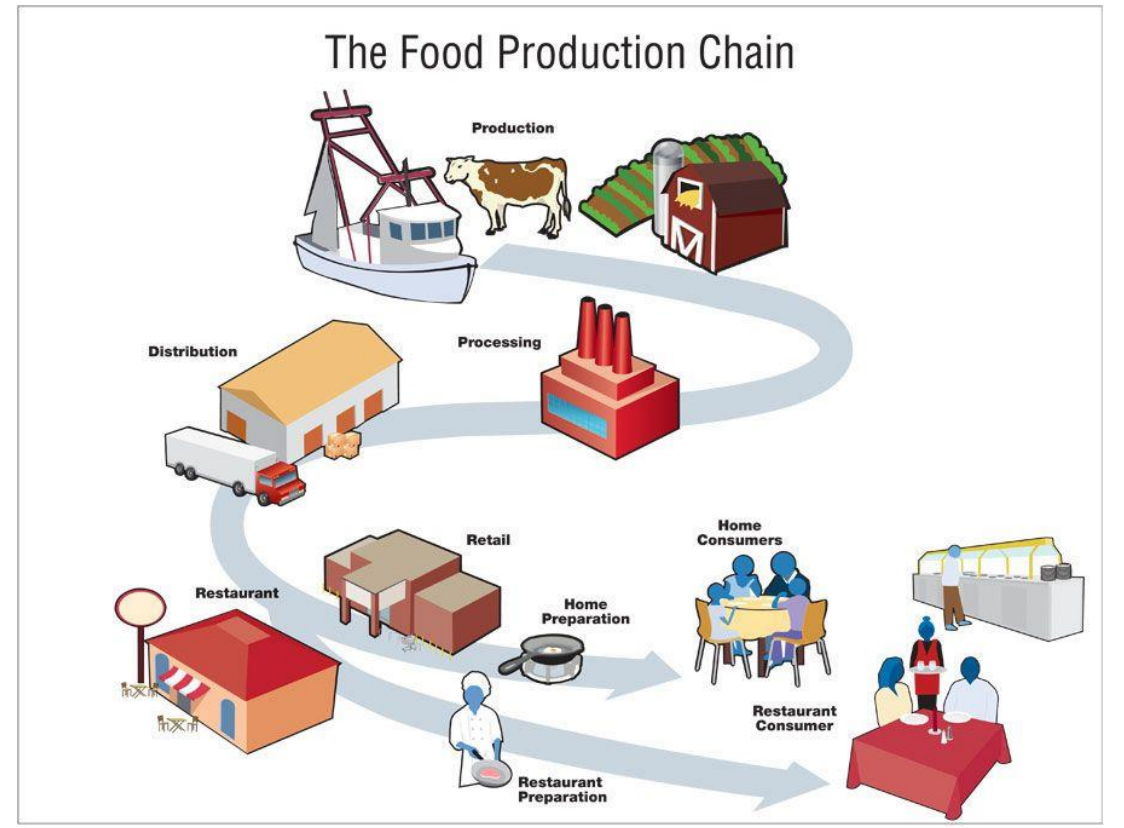 The Food Production Chain
Production
Processing
Distribution
Retail
Restaurant
Home
Preparation
Home
Consumers
Restaurant
Preparation
Restaurant
Consumer